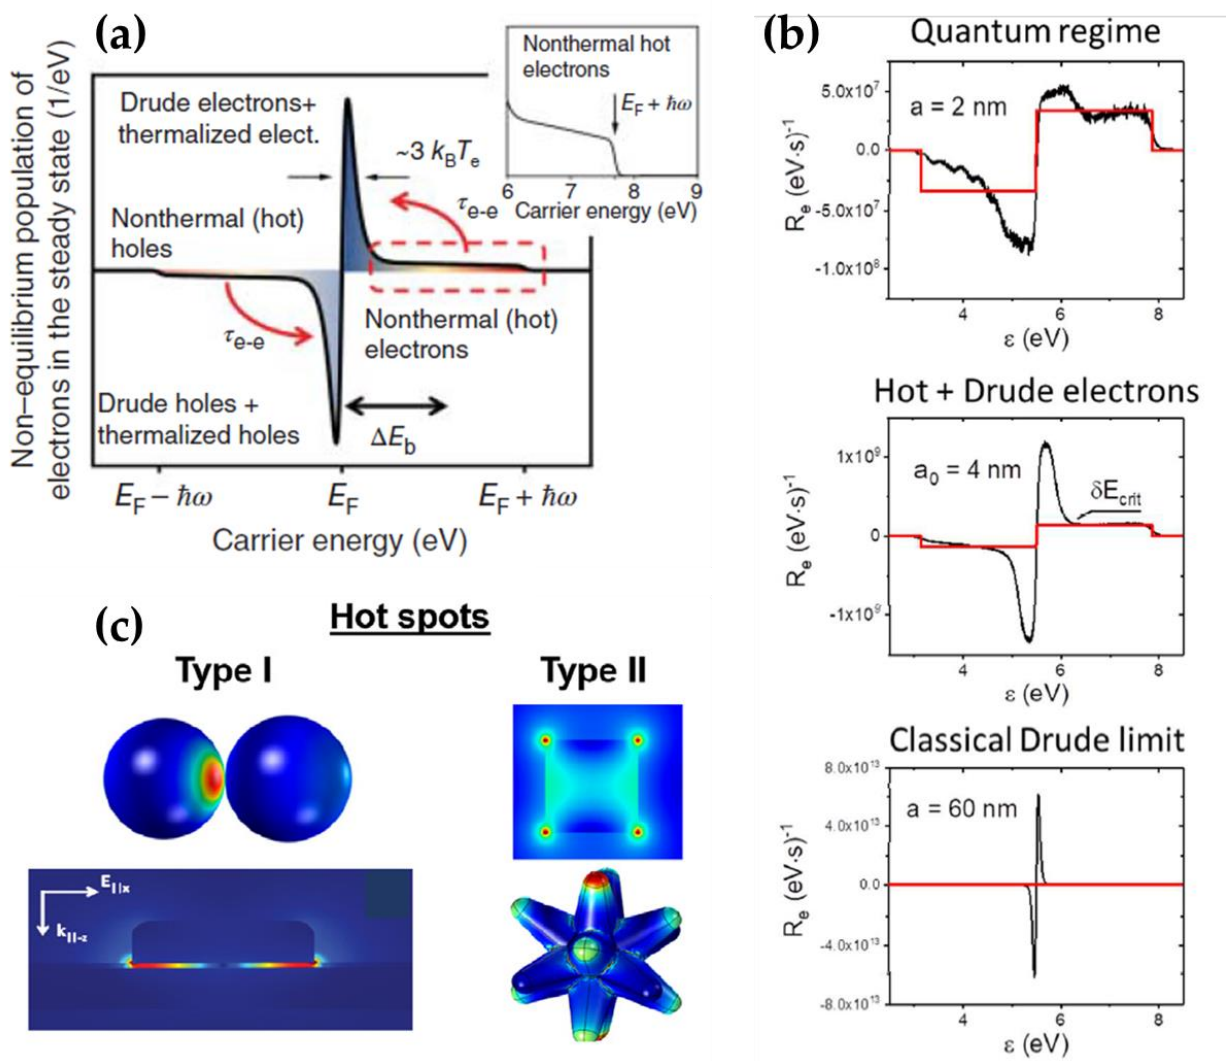 (a)
Non–equilibrium population of
electrons in the steady state (1/eV)
Drude electrons+
thermalized elect.
~3 kBTe
Nonthermal hot
electrons
EF + ħω
6 7 8 9
Carrier energy (eV)
τe-e
Nonthermal (hot)
holes
τe-e
Nonthermal (hot)
electrons
Drude holes +
thermalized holes
ΔEb
EF − ħω EF EF + ħω
Carrier energy (eV)
(b)
Quantum regime
a = 2 nm
Re (eV·s)-1
5.0x10⁷
0.0
-5.0x10⁷
-1.0x10⁸
4 6 8
ε (eV)
Hot + Drude electrons
a0 = 4 nm
δEcrit
Re (eV·s)-1
1x10⁹
0
-1x10⁹
4 6 8
ε (eV)
Classical Drude limit
a = 60 nm
Re (eV·s)-1
8.0x10¹³
4.0x10¹³
0.0
-4.0x10¹³
-8.0x10¹³
4 6 8
ε (eV)
(c)
Hot spots
Type I
Type II
E||x
k||-z